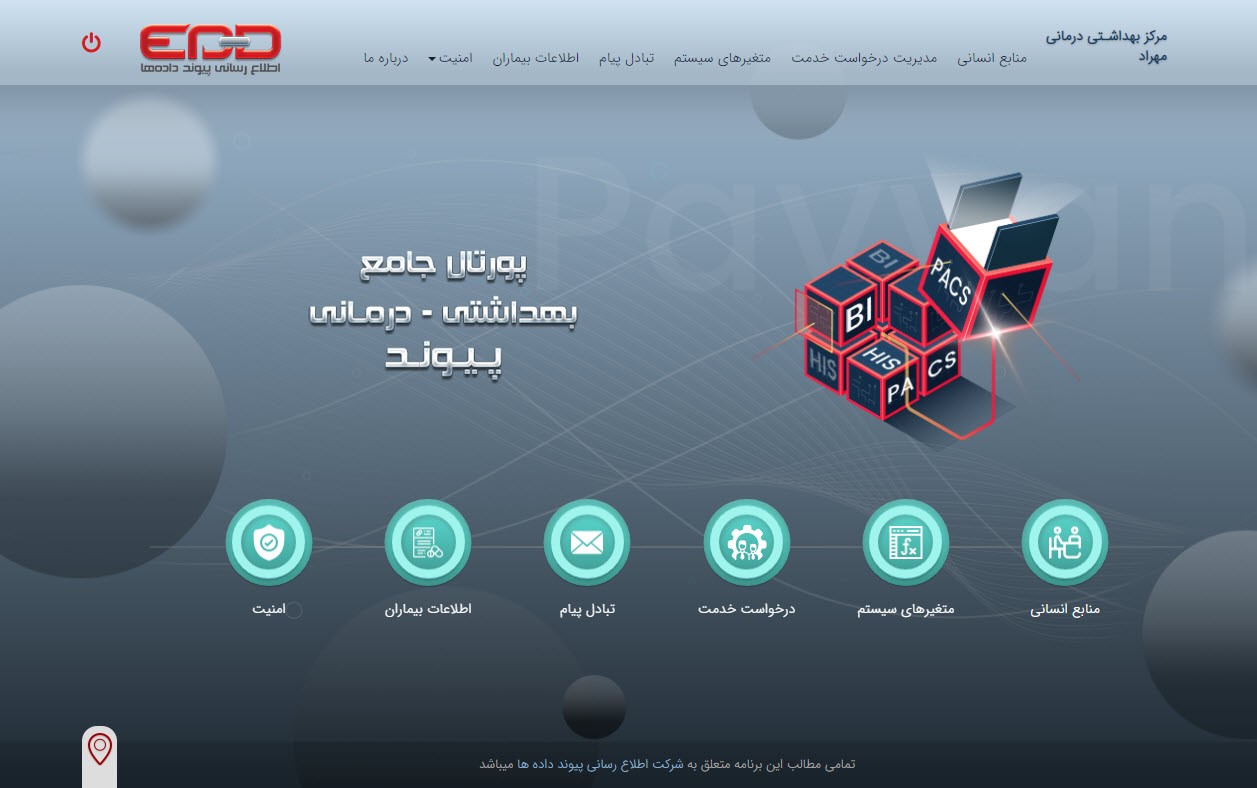 مرکز بهداشتی درمانی
مهراد
منابع انسانی
مدیریت درخواست خدمت
متغیرهای سیستم
تبادل پیام
اطلاعات بیماران
امنیت
درباره ما
EDD
اطلاع رسانی پیوند داده‌ها
Payvan
پورتال جامع
بهداشتی - درمانی
پیوند
BI
PACS
BI
HIS
HIS
PA
CS
منابع انسانی
متغیرهای سیستم
درخواست خدمت
تبادل پیام
اطلاعات بیماران
امنیت
تمامی مطالب این برنامه متعلق به شرکت اطلاع رسانی پیوند داده ها میباشد